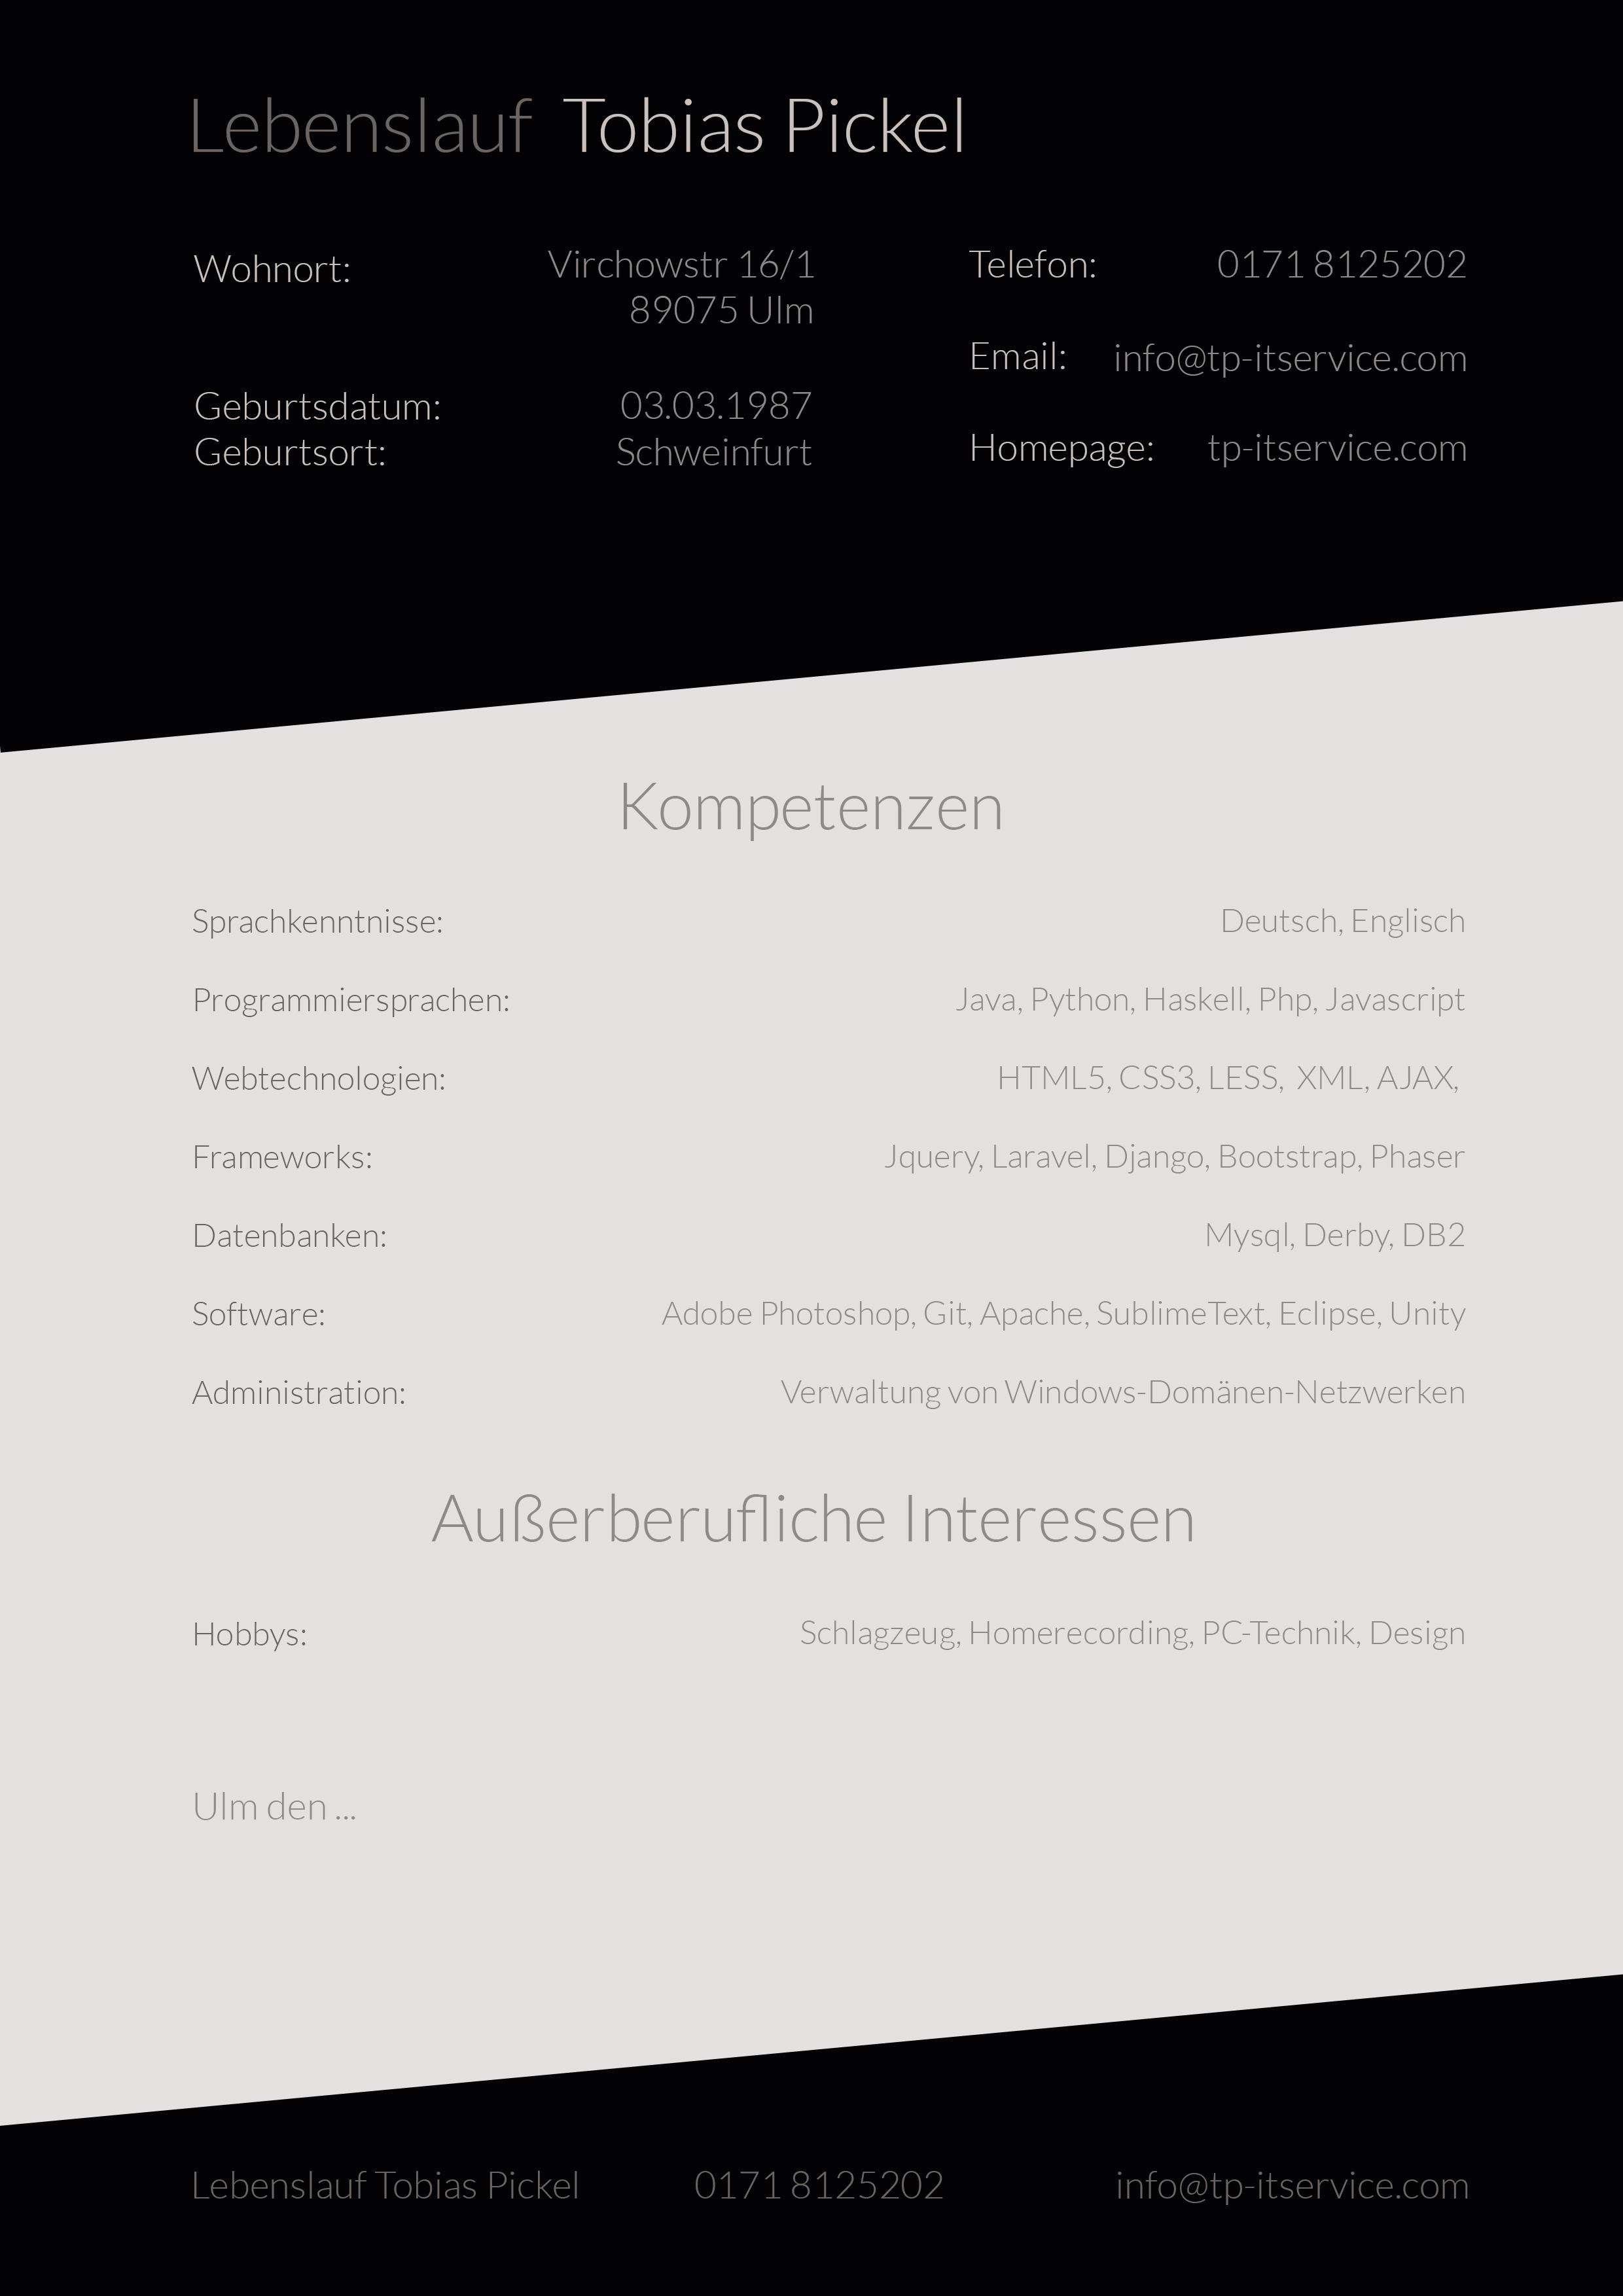 Lebenslauf Tobias Pickel
Wohnort: Virchowstr 16/1
89075 Ulm
Geburtsdatum: 03.03.1987
Geburtsort: Schweinfurt
Telefon: 0171 8125202
Email: info@tp-itservice.com
Homepage: tp-itservice.com
Kompetenzen
Sprachkenntnisse: Deutsch, Englisch
Programmiersprachen: Java, Python, Haskell, Php, Javascript
Webtechnologien: HTML5, CSS3, LESS, XML, AJAX,
Frameworks: Jquery, Laravel, Django, Bootstrap, Phaser
Datenbanken: Mysql, Derby, DB2
Software: Adobe Photoshop, Git, Apache, SublimeText, Eclipse, Unity
Administration: Verwaltung von Windows-Domänen-Netzwerken
Außerberufliche Interessen
Hobbys: Schlagzeug, Homerecording, PC-Technik, Design
Ulm den ...
Lebenslauf Tobias Pickel 0171 8125202 info@tp-itservice.com